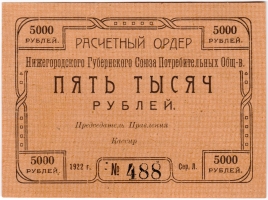 5000 РУБЛЕЙ. 5000 РУБЛЕЙ.
РАСЧЕТНЫЙ ОРДЕР
Нижегородского Губернского Союза Потребительных Общ-в.
ПЯТЬ ТЫСЯЧ
РУБЛЕЙ.
Председатель Правления
Кассир
5000 РУБЛЕЙ. 1922 г. № 488 Сер. Л. 5000 РУБЛЕЙ.